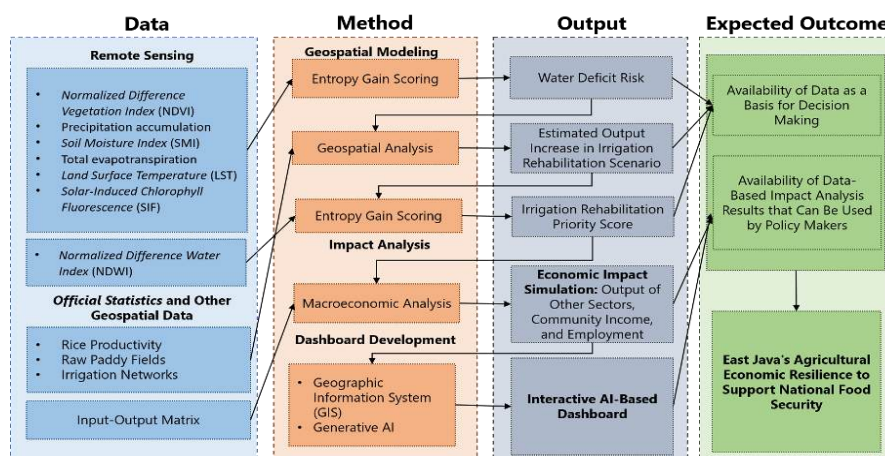 Data
Method
Output
Expected Outcome
Remote Sensing
• Normalized Difference
Vegetation Index (NDVI)
• Precipitation accumulation
• Soil Moisture Index (SMI)
• Total evapotranspiration
• Land Surface Temperature (LST)
• Solar-Induced Chlorophyll
Fluorescence (SIF)
• Normalized Difference Water
Index (NDWI)
Official Statistics and Other
Geospatial Data
• Rice Productivity
• Raw Paddy Fields
• Irrigation Networks
Input-Output Matrix
Geospatial Modeling
Entropy Gain Scoring
Geospatial Analysis
Entropy Gain Scoring
Impact Analysis
Macroeconomic Analysis
Dashboard Development
• Geographic
Information System
(GIS)
• Generative AI
Water Deficit Risk
Estimated Output
Increase in Irrigation
Rehabilitation Scenario
Irrigation Rehabilitation
Priority Score
Economic Impact
Simulation: Output of
Other Sectors,
Community Income,
and Employment
Interactive AI-Based
Dashboard
Availability of Data as a
Basis for Decision
Making
Availability of Data-
Based Impact Analysis
Results that Can Be Used
by Policy Makers
East Java's Agricultural
Economic Resilience to
Support National Food
Security